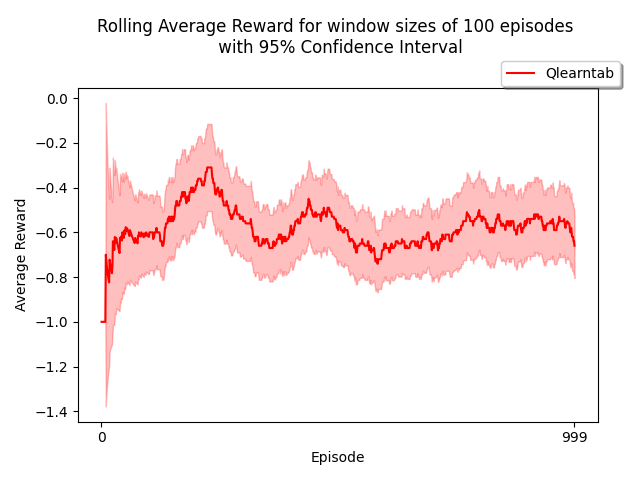 Rolling Average Reward for window sizes of 100 episodes
with 95% Confidence Interval
Qlearntab
0.0
−0.2
−0.4
−0.6
−0.8
−1.0
−1.2
−1.4
Average Reward
0
999
Episode